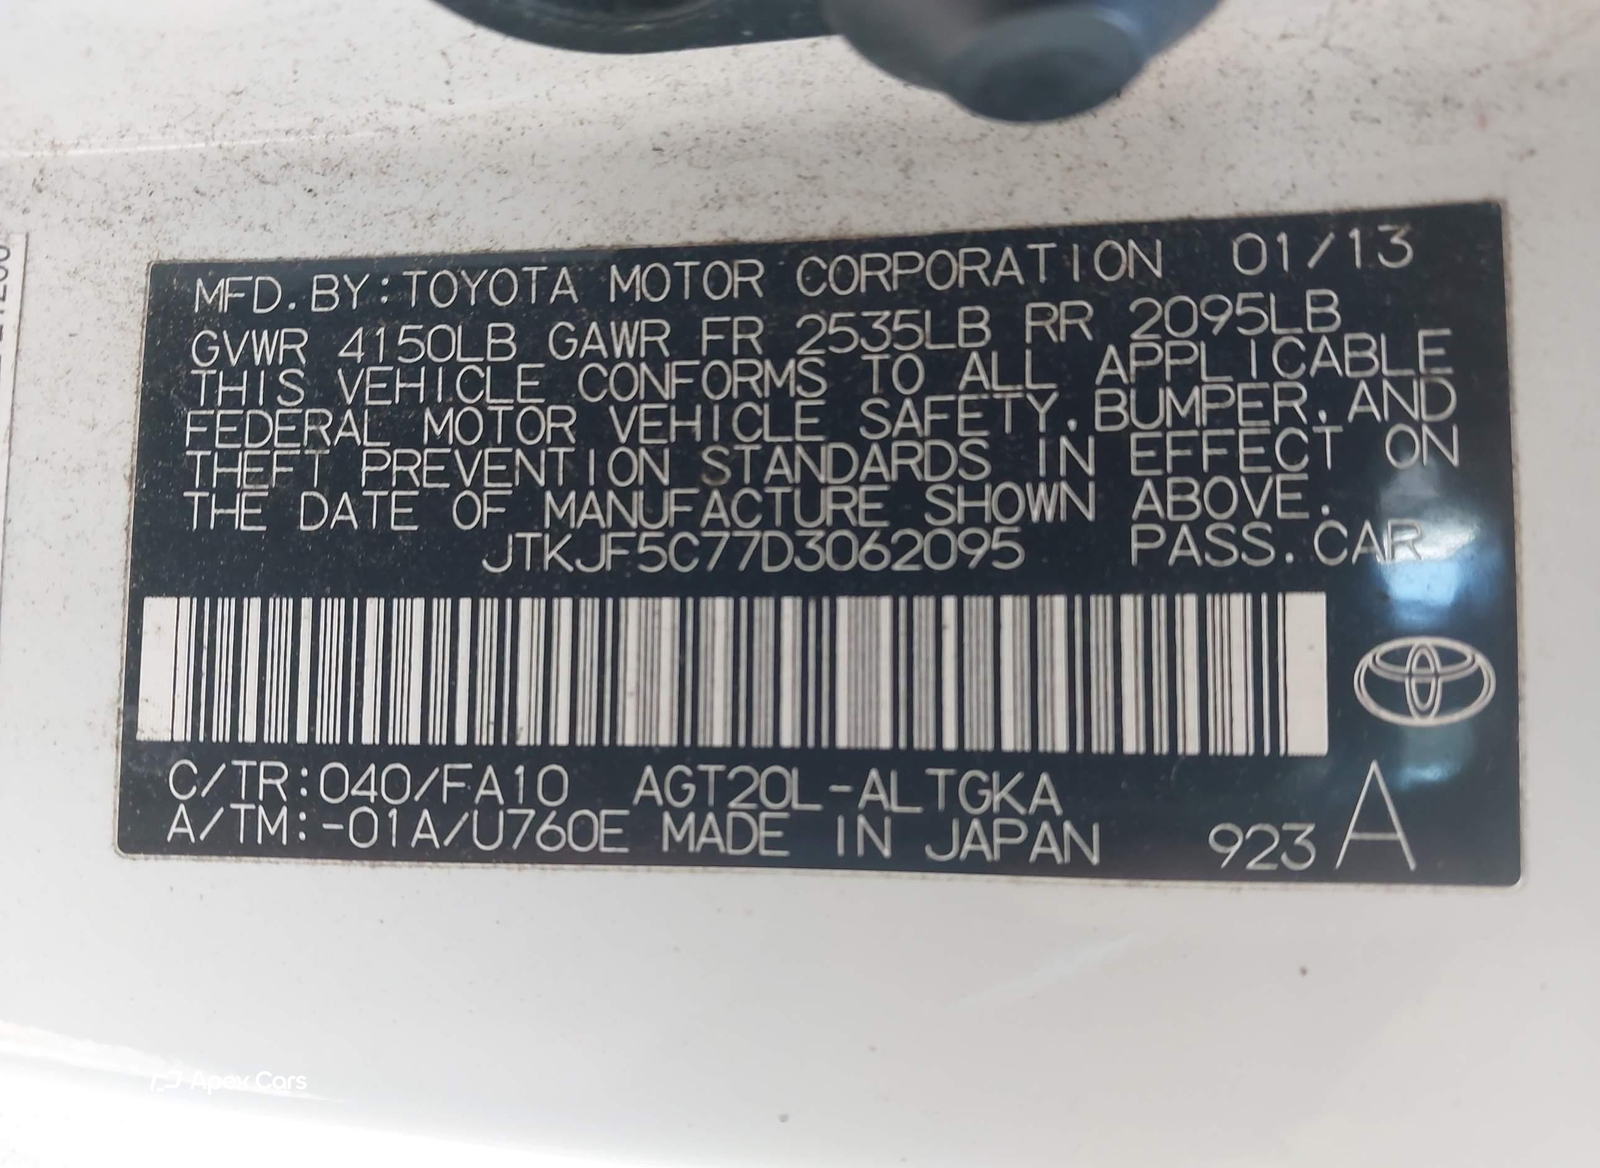 MFD. BY: TOYOTA MOTOR CORPORATION 01/13
GVWR 4150LB GAWR FR 2535LB RR 2095LB
THIS VEHICLE CONFORMS TO ALL APPLICABLE
FEDERAL MOTOR VEHICLE SAFETY, BUMPER, AND
THEFT PREVENTION STANDARDS IN EFFECT ON
THE DATE OF MANUFACTURE SHOWN ABOVE.
JTKJF5C77D3062095 PASS. CAR
C/TR: 040/FA10 AGT20L-ALTGKA
A/TM: -01A/U760E MADE IN JAPAN 923 A
Apex Cars